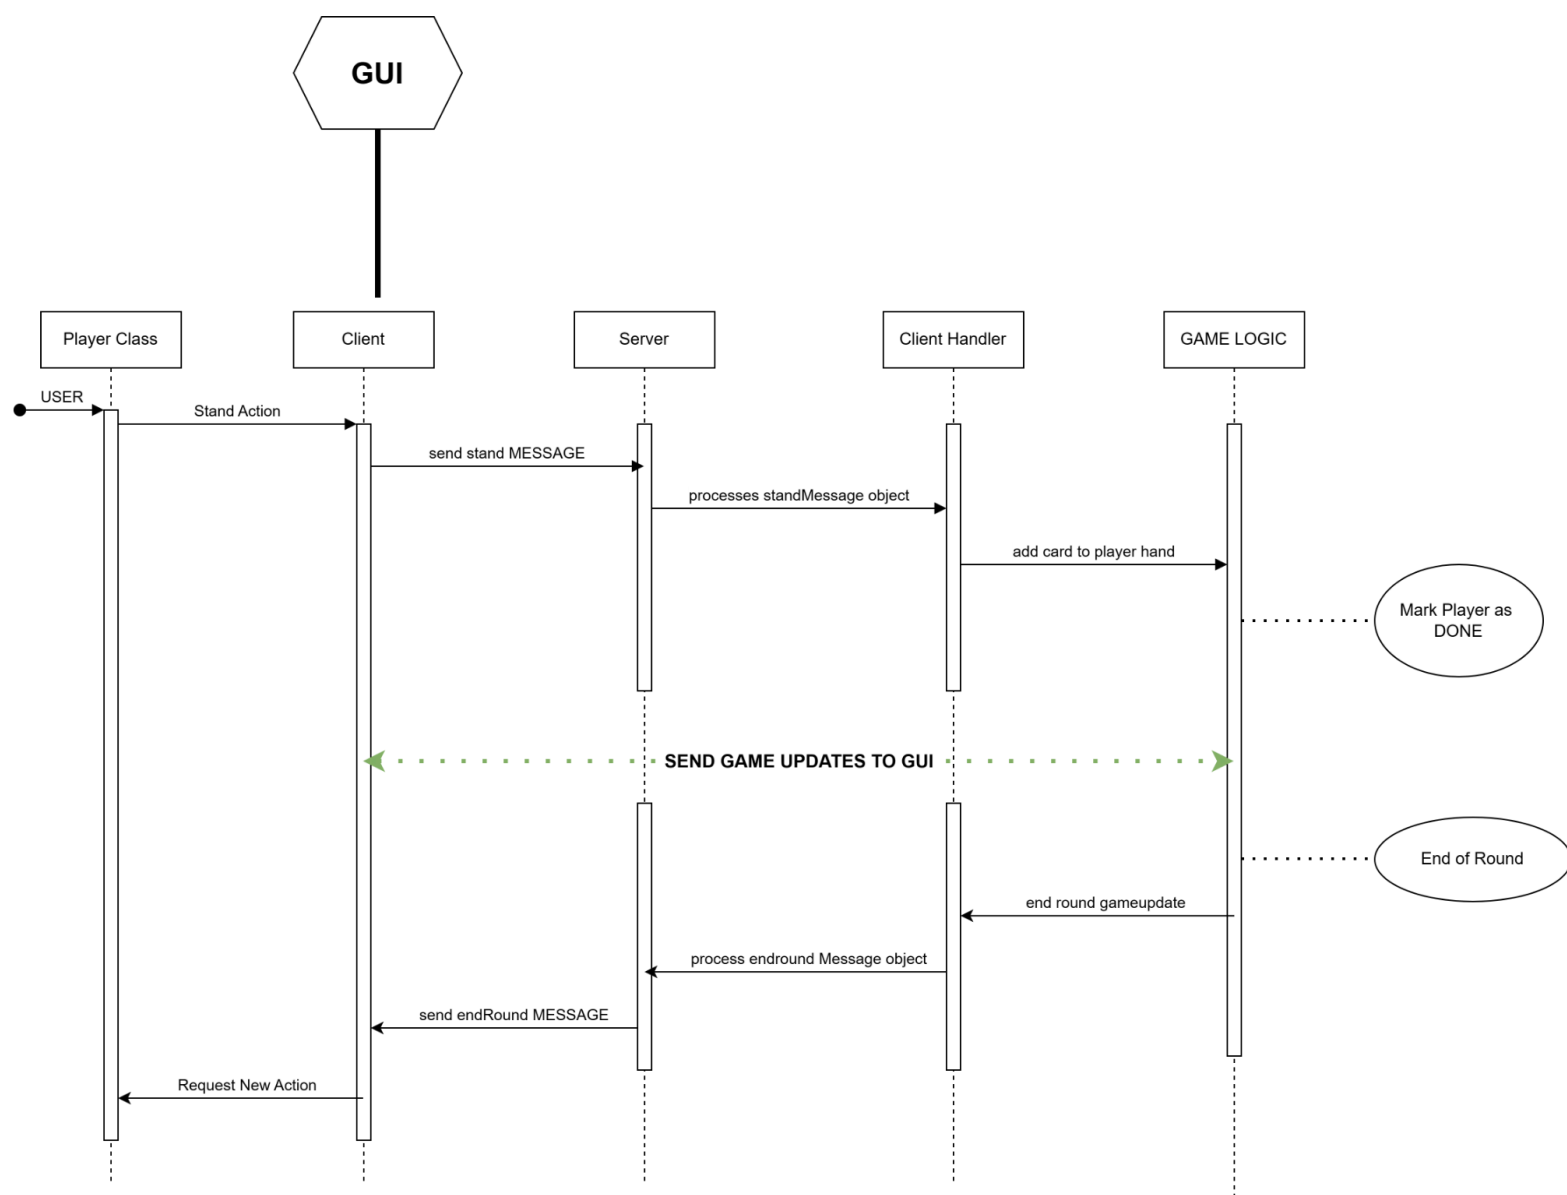 GUI
Player Class
Client
Server
Client Handler
GAME LOGIC
USER
Stand Action
send stand MESSAGE
processes standMessage object
add card to player hand
Mark Player as
DONE
SEND GAME UPDATES TO GUI
End of Round
end round gameupdate
process endround Message object
send endRound MESSAGE
Request New Action